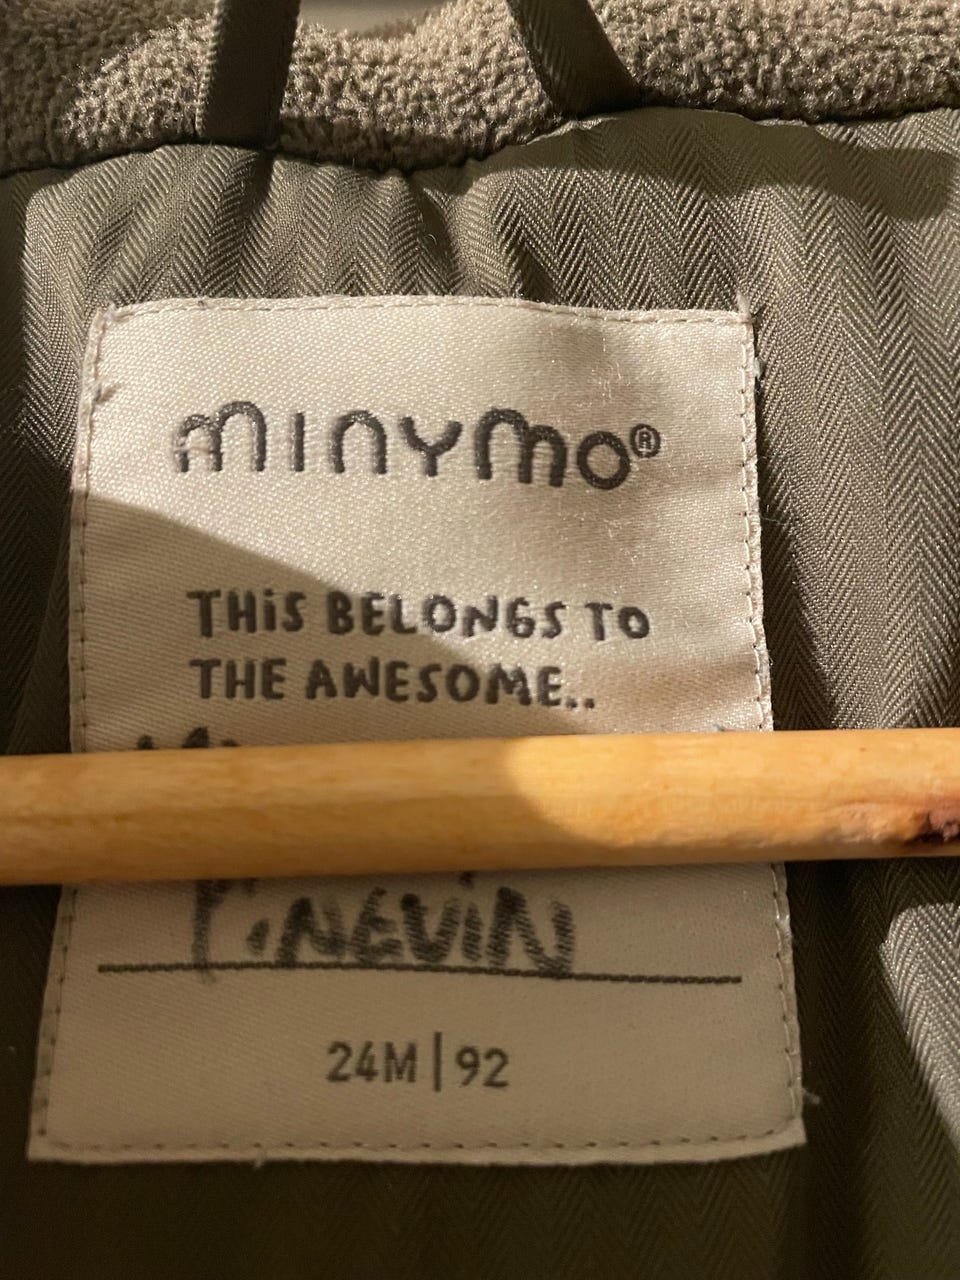 minymo®
THIS BELONGS TO
THE AWESOME..
P. NEVIN
24M | 92